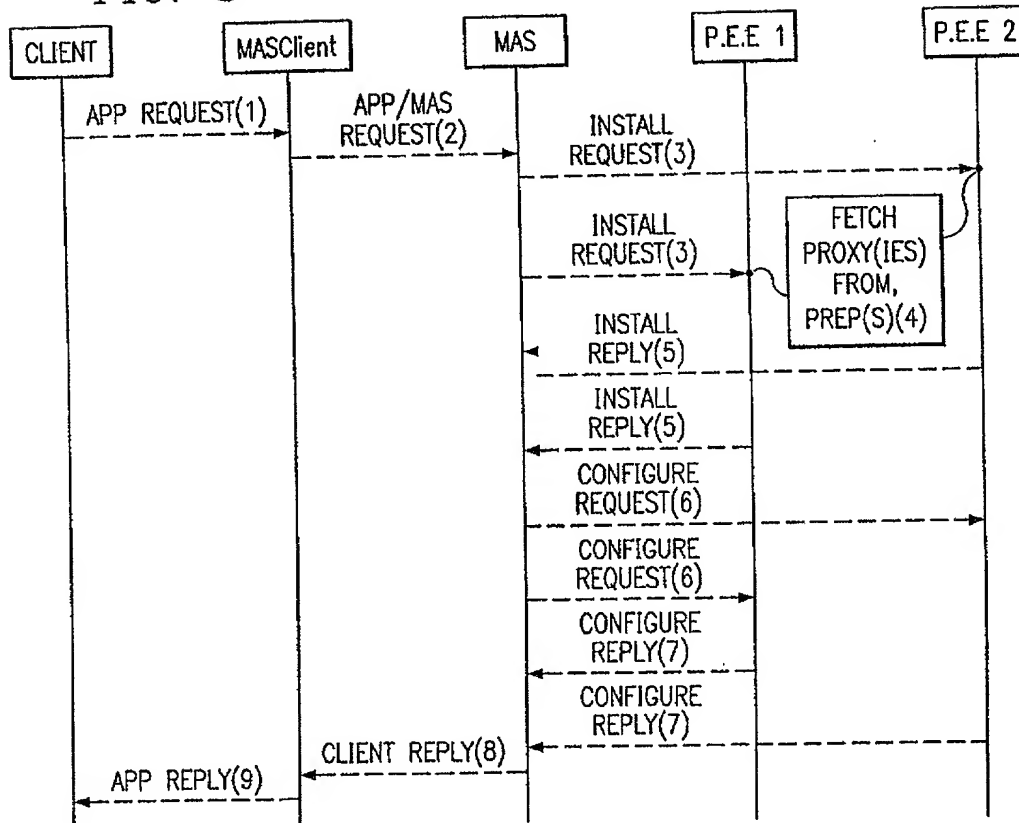 CLIENT
MASClient
MAS
P.E.E 1
P.E.E 2
APP REQUEST(1)
APP/MAS
REQUEST(2)
INSTALL
REQUEST(3)
INSTALL
REQUEST(3)
FETCH
PROXY(IES)
FROM,
PREP(S)(4)
INSTALL
REPLY(5)
INSTALL
REPLY(5)
CONFIGURE
REQUEST(6)
CONFIGURE
REQUEST(6)
CONFIGURE
REPLY(7)
CONFIGURE
REPLY(7)
CLIENT REPLY(8)
APP REPLY(9)